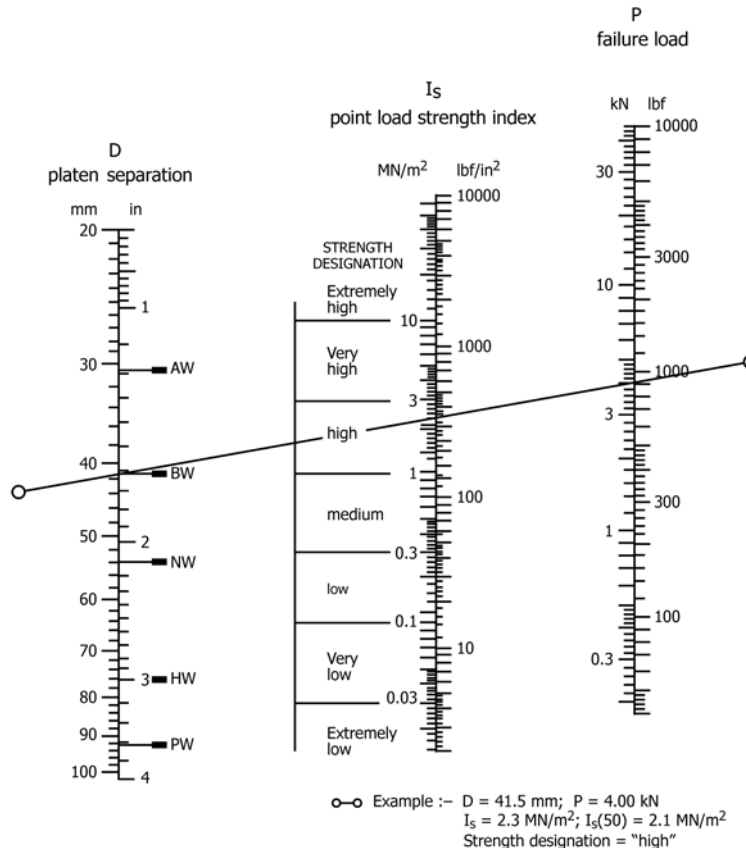 P
failure load
kN lbf
10000
30
3000
10
1000
3
300
1
100
0.3
Is
point load strength index
MN/m² lbf/in²
10000
10
1000
3
1
100
0.3
0.1
10
0.03
STRENGTH
DESIGNATION
Extremely
high
Very
high
high
medium
low
Very
low
Extremely
low
D
platen separation
mm in
20
1
30
AW
40
BW
50
2
NW
60
70
3
HW
80
90
PW
100
4
Example :– D = 41.5 mm; P = 4.00 kN
Is = 2.3 MN/m²; Is(50) = 2.1 MN/m²
Strength designation = “high”